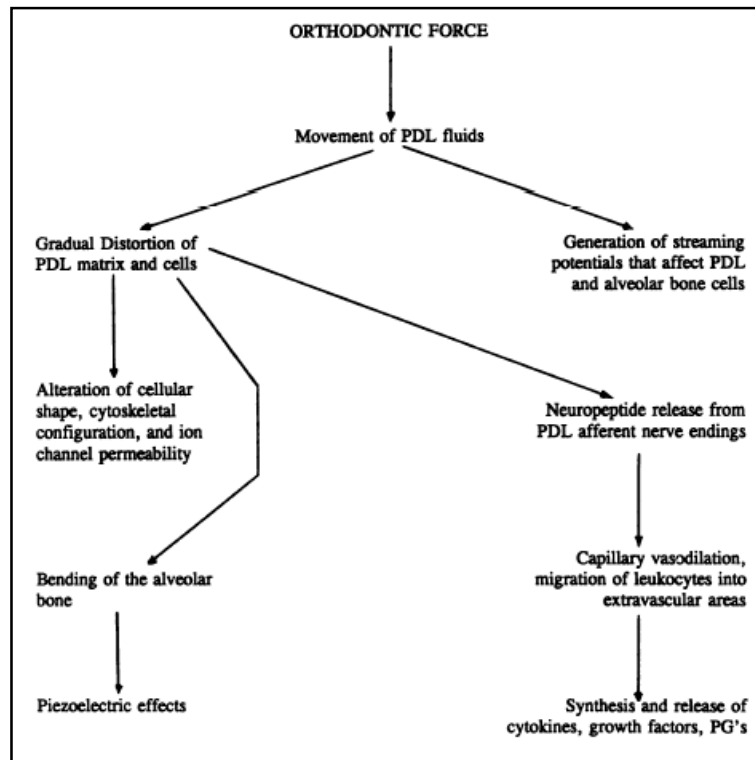 ORTHODONTIC FORCE
Movement of PDL fluids
Gradual Distortion of
PDL matrix and cells
Generation of streaming
potentials that affect PDL
and alveolar bone cells
Alteration of cellular
shape, cytoskeletal
configuration, and ion
channel permeability
Neuropeptide release from
PDL afferent nerve endings
Bending of the alveolar
bone
Capillary vasodilation,
migration of leukocytes into
extravascular areas
Piezoelectric effects
Synthesis and release of
cytokines, growth factors, PG's